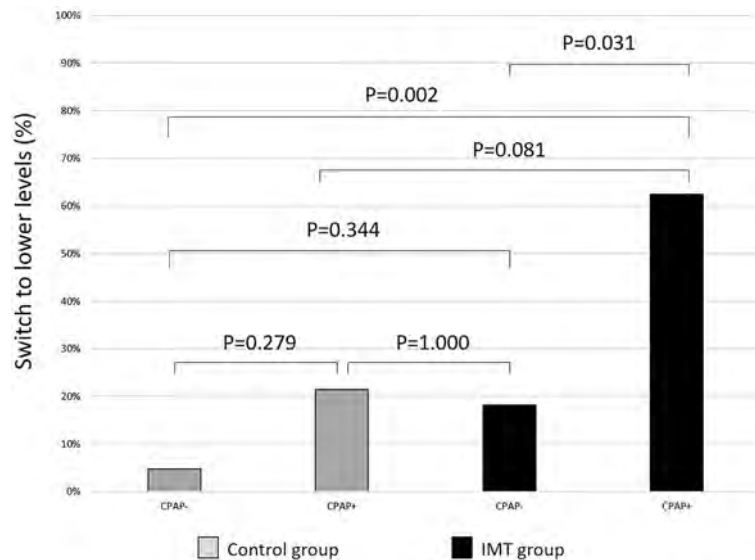 100%
90%
80%
70%
60%
50%
40%
30%
20%
10%
0%
Switch to lower levels (%)
P=0.031
P=0.002
P=0.081
P=0.344
P=0.279
P=1.000
CPAP-
CPAP+
CPAP-
CPAP+
Control group
IMT group